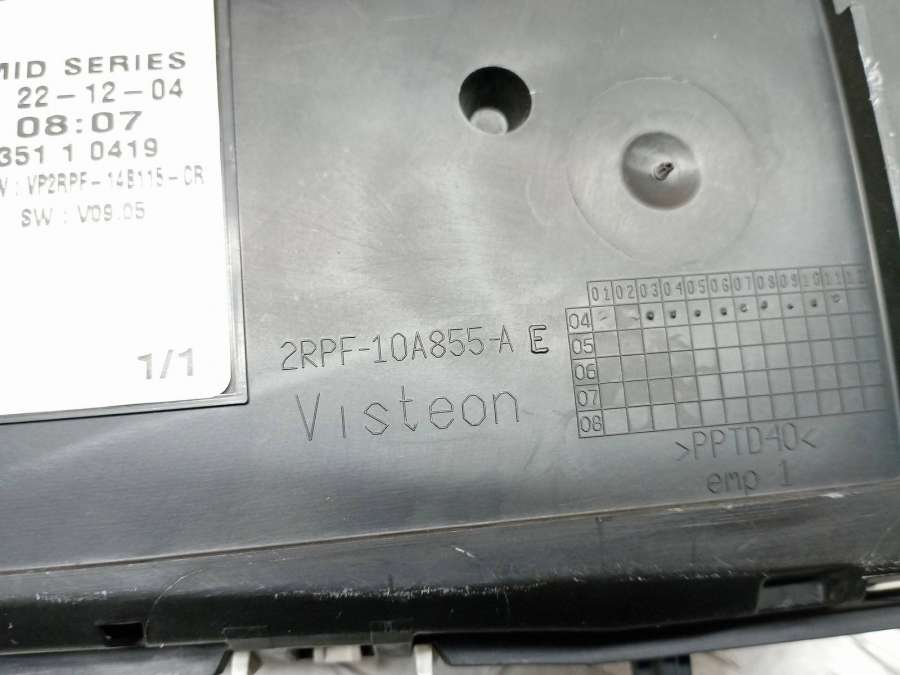 MID SERIES
22-12-04
08:07
351 1 0419
VP2RPF-14B115-CR
SW : V09.05
1/1
2RPF-10A855-A E
Visteon
01 02 03 04 05 06 07 08 09 10 11 12
04
05
06
07
08
>PPTD40<
emp 1